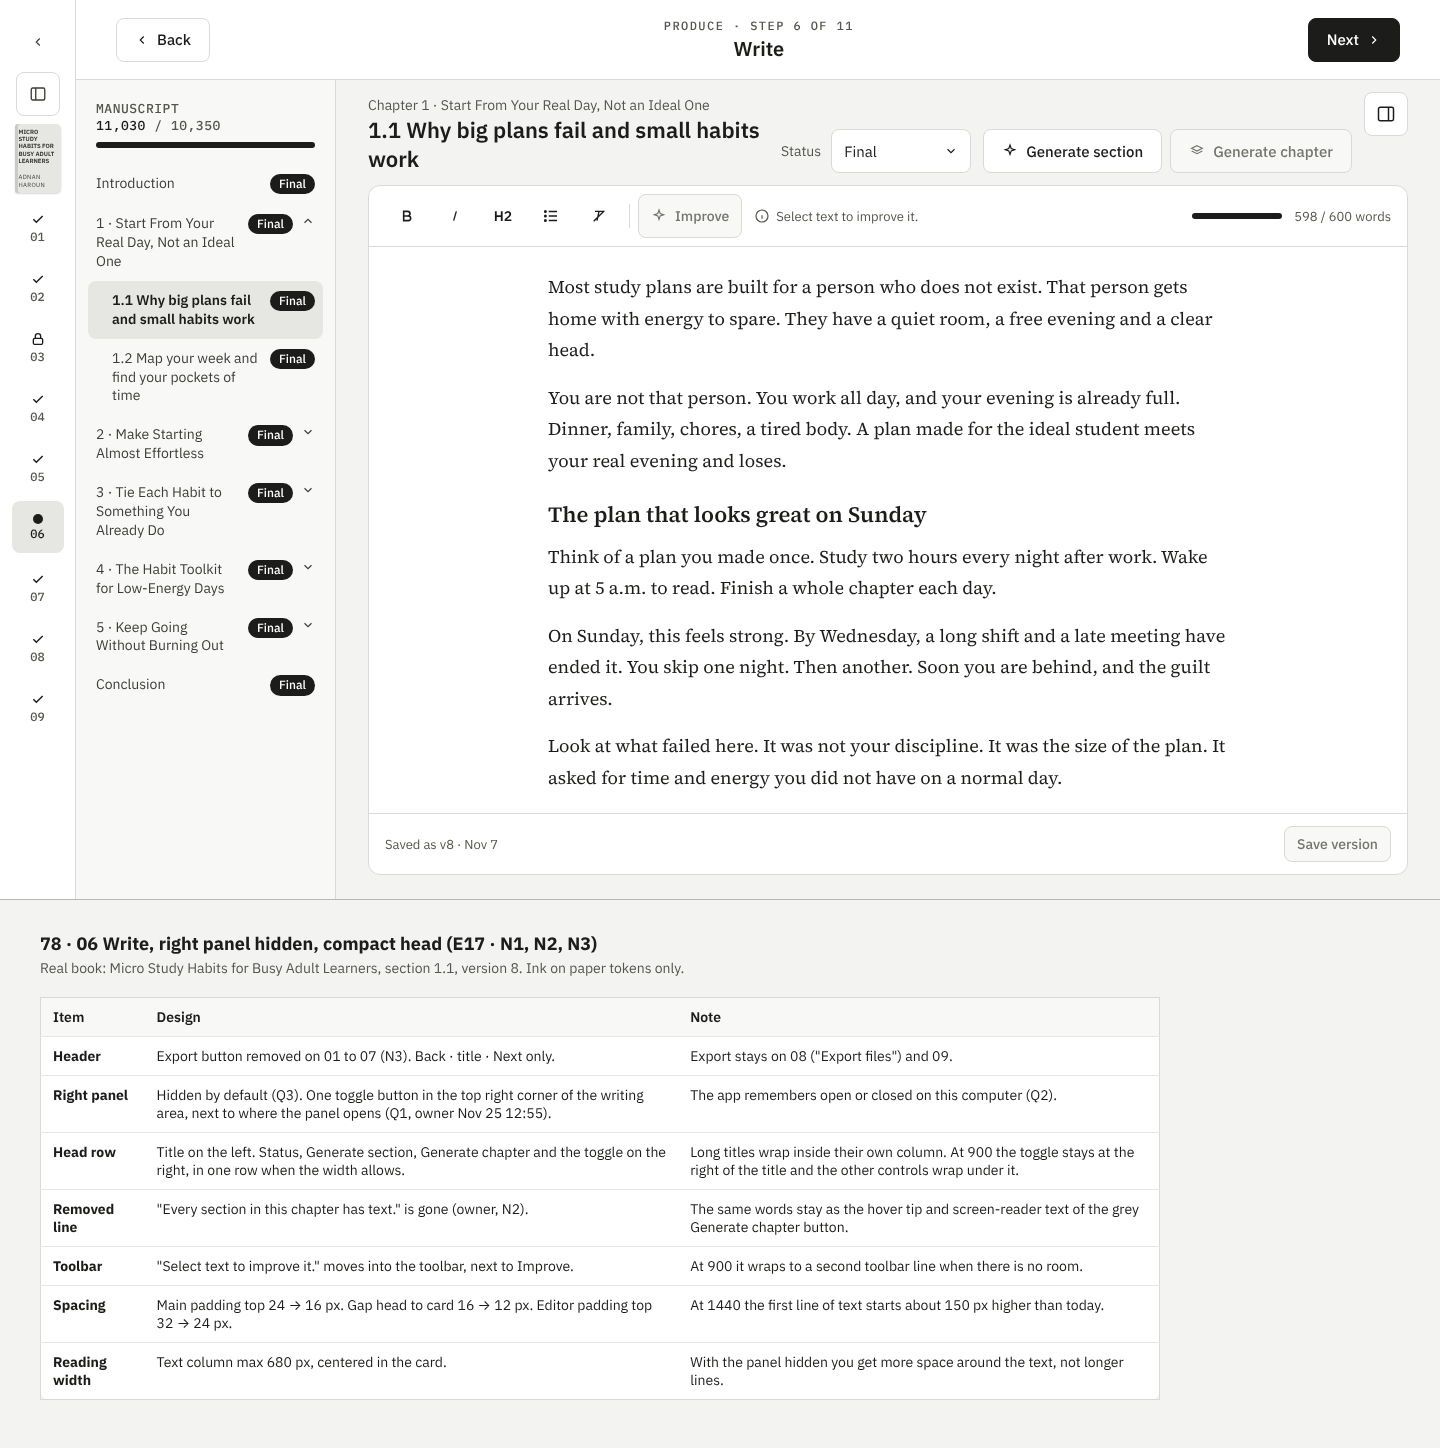 PRODUCE · STEP 6 OF 11
Back
Write
Next
MICRO
STUDY
HABITS FOR
BUSY ADULT
LEARNERS
ADNAN
HAROUN
01
02
03
04
05
06
07
08
09
MANUSCRIPT
11,030 / 10,350
Introduction Final
1 · Start From Your Final
Real Day, Not an Ideal
One
1.1 Why big plans fail Final
and small habits work
1.2 Map your week and Final
find your pockets of
time
2 · Make Starting Final
Almost Effortless
3 · Tie Each Habit to Final
Something You
Already Do
4 · The Habit Toolkit Final
for Low-Energy Days
5 · Keep Going Final
Without Burning Out
Conclusion Final
Chapter 1 · Start From Your Real Day, Not an Ideal One
1.1 Why big plans fail and small habits
work
Status Final Generate section Generate chapter
B I H2 Improve Select text to improve it. 598 / 600 words
Most study plans are built for a person who does not exist. That person gets
home with energy to spare. They have a quiet room, a free evening and a clear
head.
You are not that person. You work all day, and your evening is already full.
Dinner, family, chores, a tired body. A plan made for the ideal student meets
your real evening and loses.
The plan that looks great on Sunday
Think of a plan you made once. Study two hours every night after work. Wake
up at 5 a.m. to read. Finish a whole chapter each day.
On Sunday, this feels strong. By Wednesday, a long shift and a late meeting have
ended it. You skip one night. Then another. Soon you are behind, and the guilt
arrives.
Look at what failed here. It was not your discipline. It was the size of the plan. It
asked for time and energy you did not have on a normal day.
Saved as v8 · Nov 7 Save version
78 · 06 Write, right panel hidden, compact head (E17 · N1, N2, N3)
Real book: Micro Study Habits for Busy Adult Learners, section 1.1, version 8. Ink on paper tokens only.
Item Design Note
Header Export button removed on 01 to 07 (N3). Back · title · Next only. Export stays on 08 ("Export files") and 09.
Right panel Hidden by default (Q3). One toggle button in the top right corner of the writing The app remembers open or closed on this computer (Q2).
area, next to where the panel opens (Q1, owner Nov 25 12:55).
Head row Title on the left. Status, Generate section, Generate chapter and the toggle on the Long titles wrap inside their own column. At 900 the toggle stays at the
right, in one row when the width allows. right of the title and the other controls wrap under it.
Removed "Every section in this chapter has text." is gone (owner, N2). The same words stay as the hover tip and screen-reader text of the grey
line Generate chapter button.
Toolbar "Select text to improve it." moves into the toolbar, next to Improve. At 900 it wraps to a second toolbar line when there is no room.
Spacing Main padding top 24 → 16 px. Gap head to card 16 → 12 px. Editor padding top At 1440 the first line of text starts about 150 px higher than today.
32 → 24 px.
Reading Text column max 680 px, centered in the card. With the panel hidden you get more space around the text, not longer
width lines.